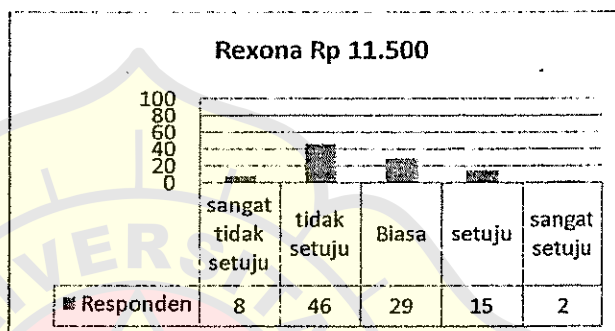 Rexona Rp 11.500
100
80
60
40
20
0
sangat tidak setuju
tidak setuju
Biasa
setuju
sangat setuju
Responden 8 46 29 15 2
VERSITA